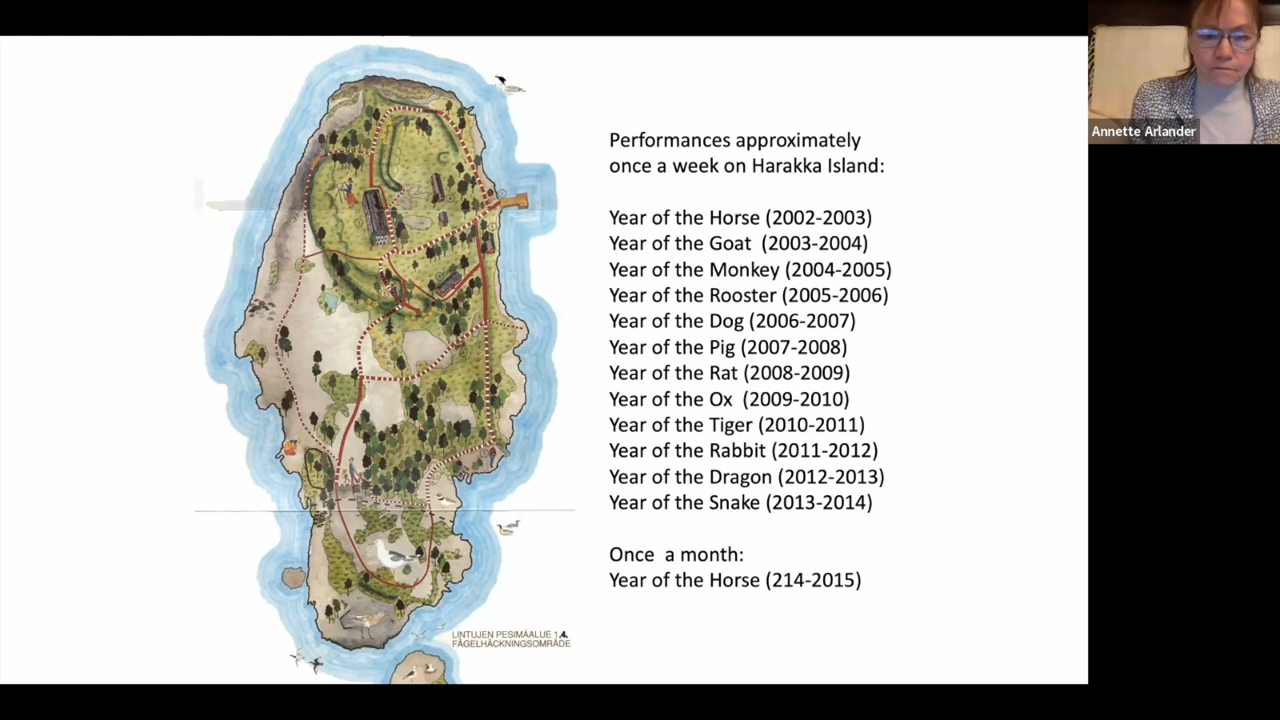 Performances approximately
once a week on Harakka Island:
Year of the Horse (2002-2003)
Year of the Goat  (2003-2004)
Year of the Monkey (2004-2005)
Year of the Rooster (2005-2006)
Year of the Dog (2006-2007)
Year of the Pig (2007-2008)
Year of the Rat (2008-2009)
Year of the Ox  (2009-2010)
Year of the Tiger (2010-2011)
Year of the Rabbit (2011-2012)
Year of the Dragon (2012-2013)
Year of the Snake (2013-2014)
Once  a month:
Year of the Horse (214-2015)
LINTUJEN PESIMÄALUE
FÅGELHÄCKNINGSOMRÅDE
Annette Arlander